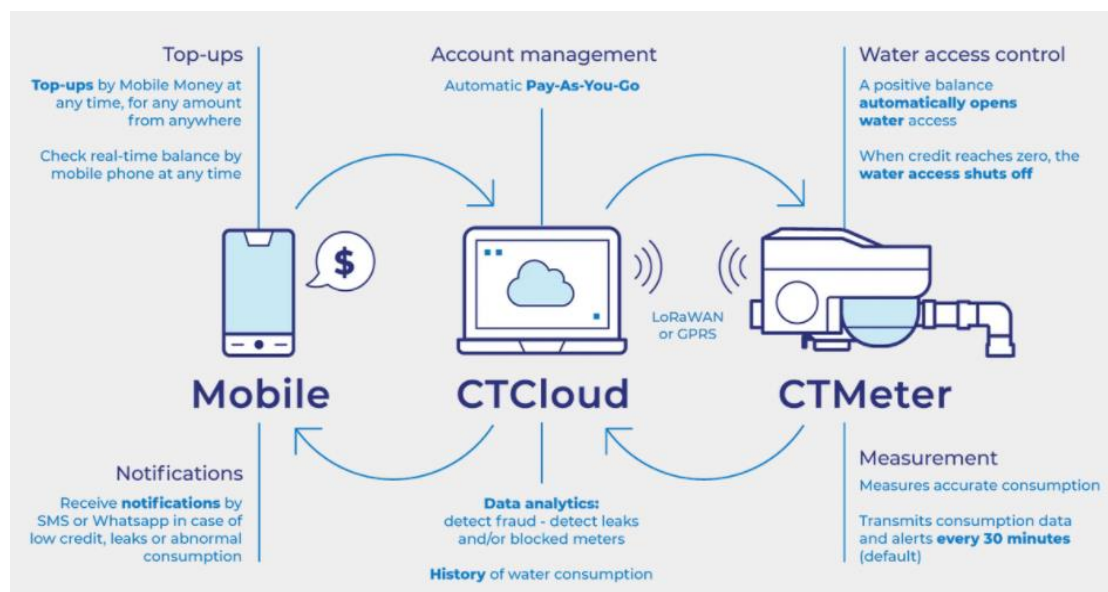 Top-ups
Top-ups by Mobile Money at
any time, for any amount
from anywhere
Check real-time balance by
mobile phone at any time
Account management
Automatic Pay-As-You-Go
Water access control
A positive balance
automatically opens
water access
When credit reaches zero, the
water access shuts off
$
LoRaWAN
or GPRS
Mobile
CTCloud
CTMeter
Notifications
Receive notifications by
SMS or Whatsapp in case of
low credit, leaks or abnormal
consumption
Data analytics:
detect fraud - detect leaks
and/or blocked meters
History of water consumption
Measurement
Measures accurate consumption
Transmits consumption data
and alerts every 30 minutes
(default)